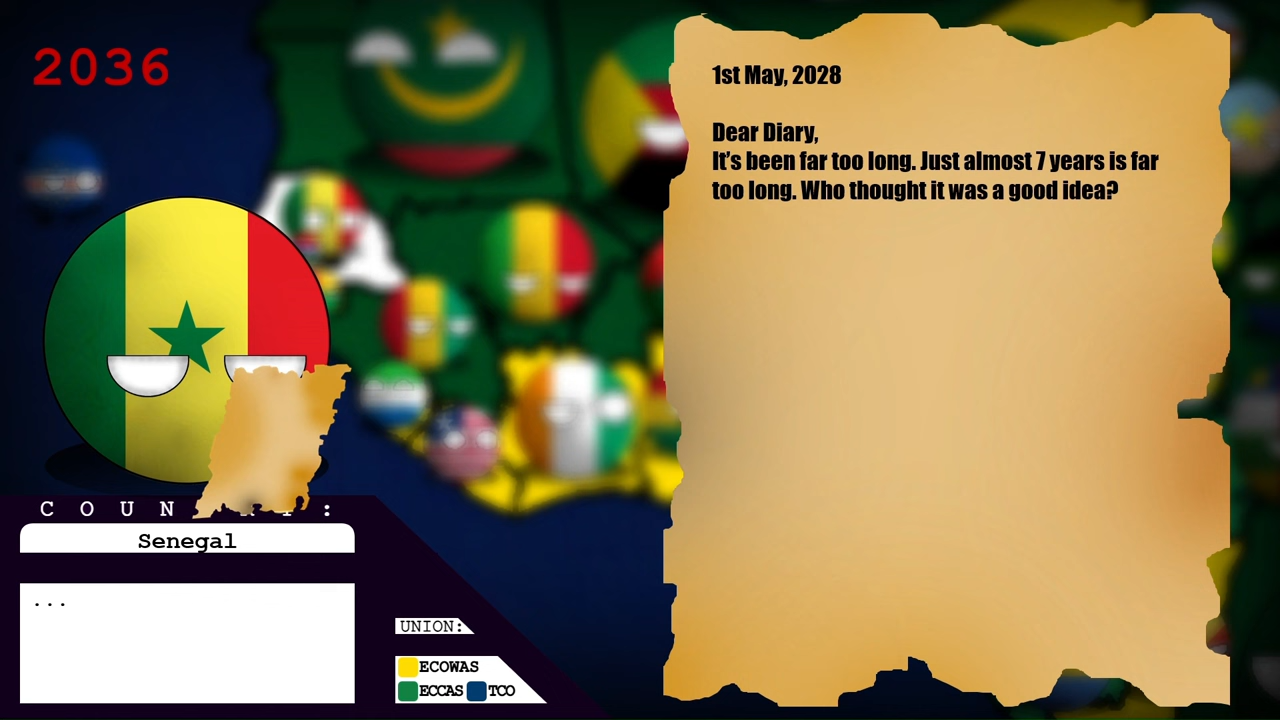 2036
1st May, 2028
Dear Diary,
It's been far too long. Just almost 7 years is far
too long. Who thought it was a good idea?
Senegal
...
UNION:
ECOWAS
ECCAS TCO